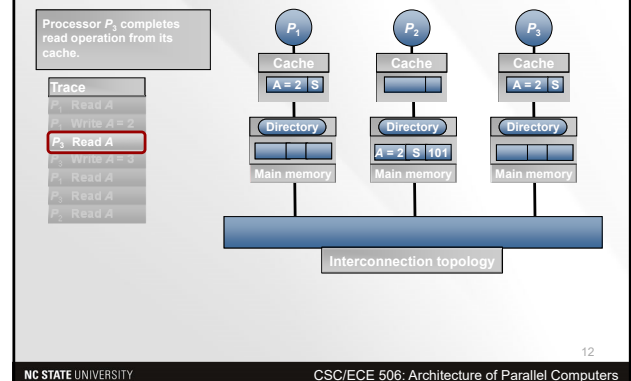 Processor P3 completes
read operation from its
cache.
Trace
P1 Read A
P1 Write A = 2
P3 Read A
P3 Write A = 3
P1 Read A
P1 Read A
P2 Read A
P1 P2 P3
Cache Cache Cache
A = 2 S A = 2 S
Directory Directory Directory
A = 2 S 101
Main memory Main memory Main memory
Interconnection topology
12
NC STATE UNIVERSITY CSC/ECE 506: Architecture of Parallel Computers